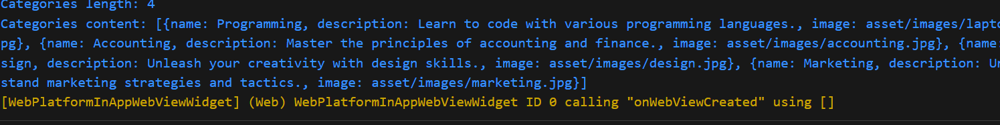 Categories length: 4
Categories content: [{name: Programming, description: Learn to code with various programming languages., image: asset/images/lapto
pg}, {name: Accounting, description: Master the principles of accounting and finance., image: asset/images/accounting.jpg}, {name:
sign, description: Unleash your creativity with design skills., image: asset/images/design.jpg}, {name: Marketing, description: Un
stand marketing strategies and tactics., image: asset/images/marketing.jpg}]
[WebPlatformInAppWebViewWidget] (Web) WebPlatformInAppWebViewWidget ID 0 calling "onWebViewCreated" using []